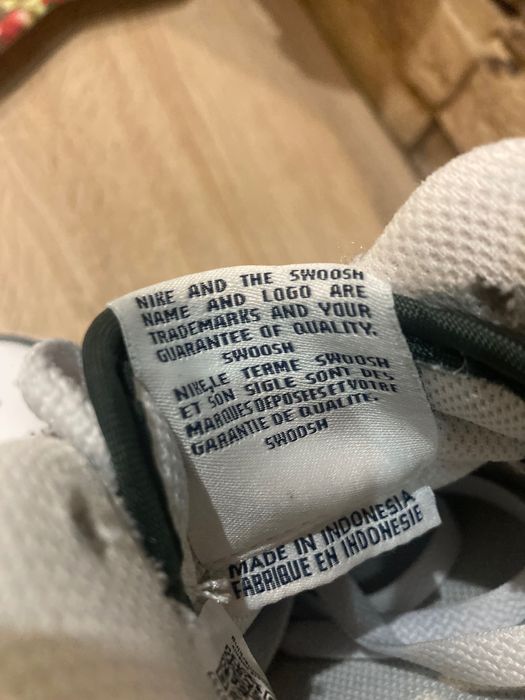 NIKE AND THE SWOOSH
NAME AND LOGO ARE
TRADEMARKS AND YOUR
GUARANTEE OF QUALITY.
SWOOSH
NIKE,LE TERME SWOOSH
ET SON SIGLE SONT DES
MARQUES DEPOSEES ET VOTRE
GARANTIE DE QUALITE.
SWOOSH
MADE IN INDONESIA
FABRIQUE EN INDONESIE